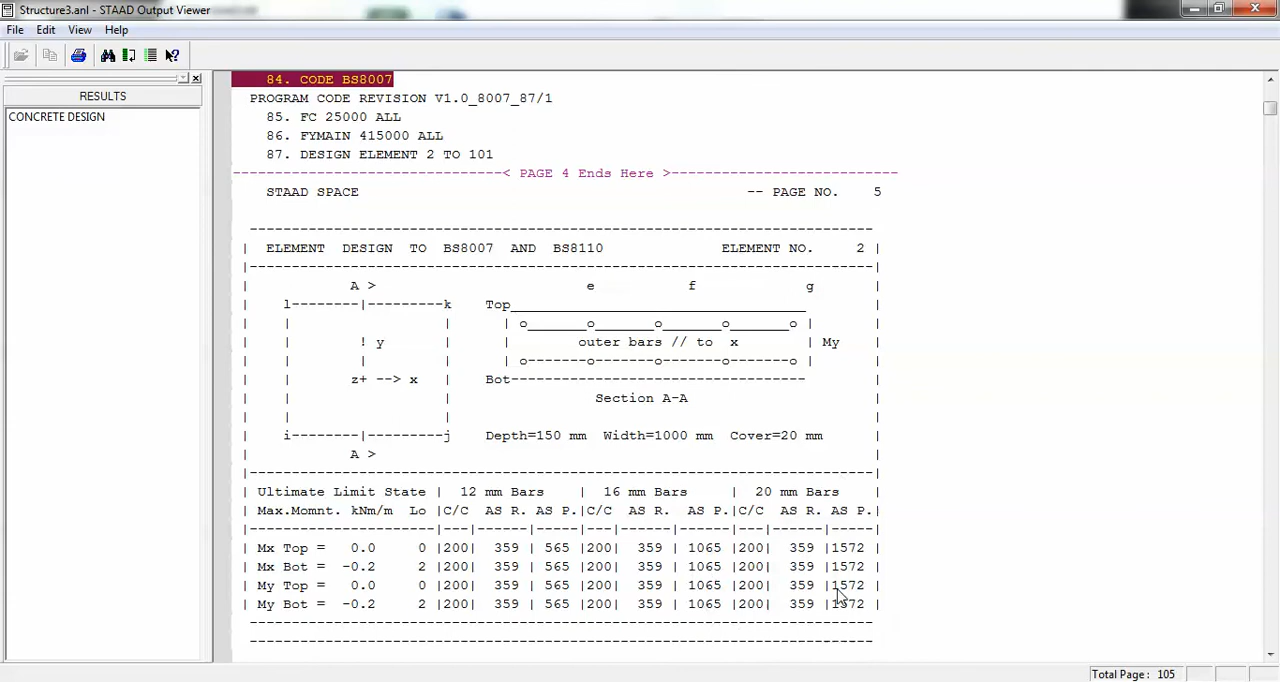 Structure3.anl - STAAD Output Viewer
File Edit View Help
RESULTS
CONCRETE DESIGN
84. CODE BS8007
PROGRAM CODE REVISION V1.0_8007_87/1
85. FC 25000 ALL
86. FYMAIN 415000 ALL
87. DESIGN ELEMENT 2 TO 101
--------------------------------< PAGE 4 Ends Here >---------------------------
STAAD SPACE -- PAGE NO. 5
| ELEMENT DESIGN TO BS8007 AND BS8110 ELEMENT NO. 2 |
A > e f g
l--------|---------k Top
| | | o______o_______o_______o_______o |
| ! y | | outer bars // to x | My
| | | | o-------o-------o-------o-------o |
| z+ --> x | Bot-----------------------------------
| | Section A-A
i--------|---------j Depth=150 mm Width=1000 mm Cover=20 mm
A >
| Ultimate Limit State | 12 mm Bars | 16 mm Bars | 20 mm Bars |
| Max.Momnt. kNm/m Lo |C/C AS R. AS P.|C/C AS R. AS P.|C/C AS R. AS P.|
| Mx Top = 0.0 0 |200| 359 | 565 |200| 359 | 1065 |200| 359 |1572 |
| Mx Bot = -0.2 2 |200| 359 | 565 |200| 359 | 1065 |200| 359 |1572 |
| My Top = 0.0 0 |200| 359 | 565 |200| 359 | 1065 |200| 359 |1572 |
| My Bot = -0.2 2 |200| 359 | 565 |200| 359 | 1065 |200| 359 |1572 |
Total Page: 105